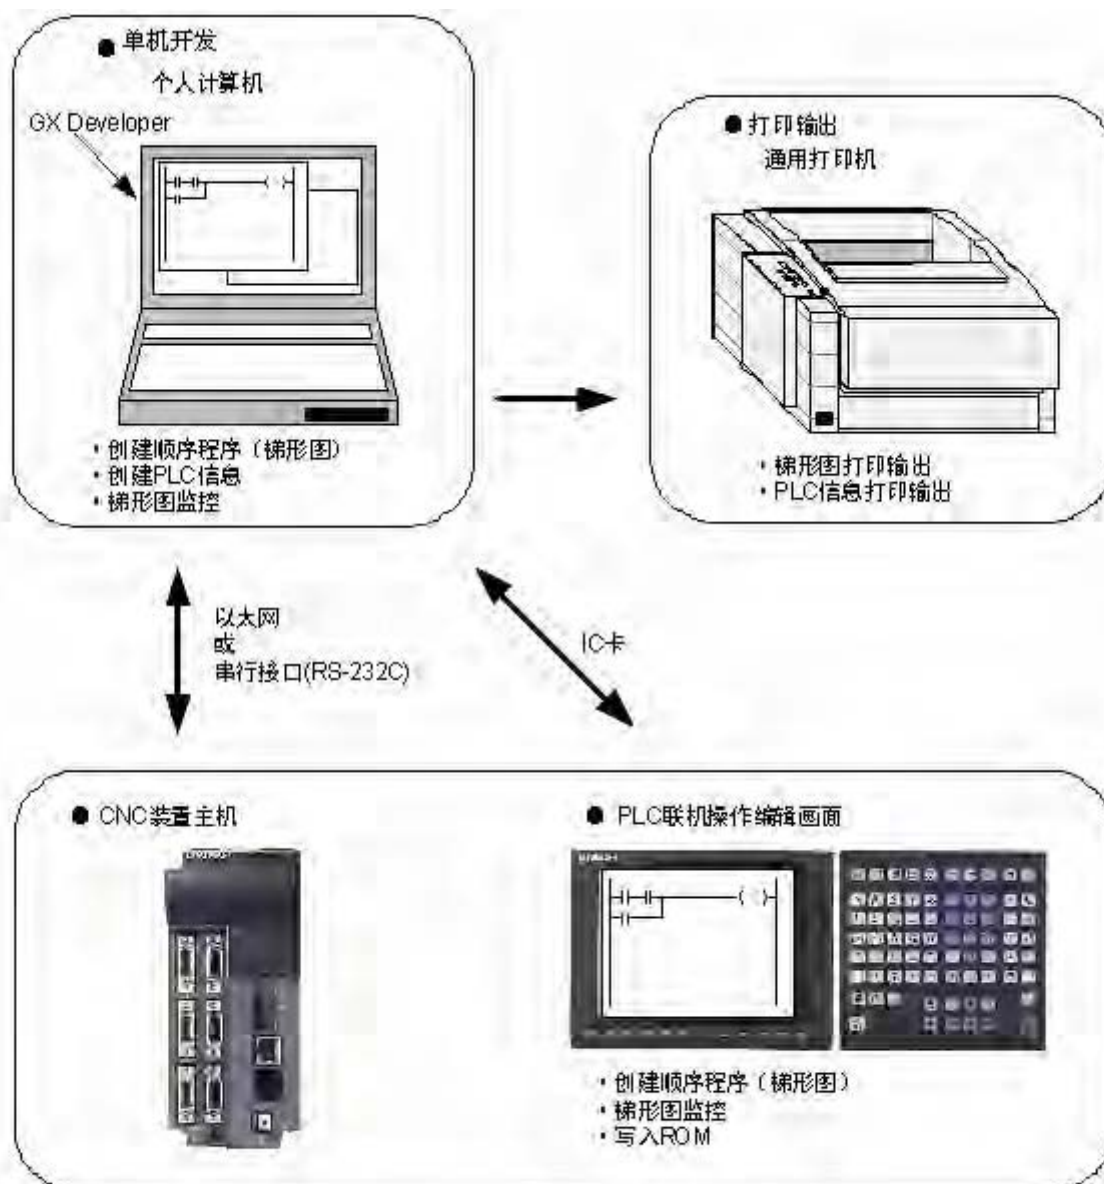 ● 单机开发
个人计算机
GX Developer
・创建顺序程序（梯形图）
・创建PLC信息
・梯形图监控
● 打印输出
通用打印机
・梯形图打印输出
・PLC信息打印输出
以太网
或
串行接口(RS-232C)
IC卡
● CNC装置主机
● PLC联机操作编辑画面
・创建顺序程序（梯形图）
・梯形图监控
・写入ROM